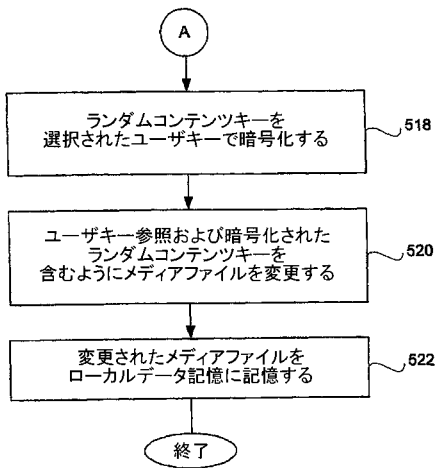 A
ランダムコンテンツキーを
選択されたユーザキーで暗号化する
518
ユーザキー参照および暗号化された
ランダムコンテンツキーを
含むようにメディアファイルを変更する
520
変更されたメディアファイルを
ローカルデータ記憶に記憶する
522
終了